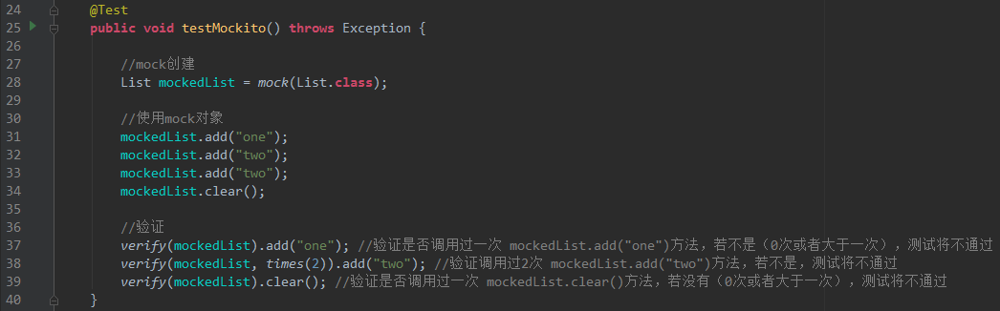 24 @Test
25 public void testMockito() throws Exception {
26
27 //mock创建
28 List mockedList = mock(List.class);
29
30 //使用mock对象
31 mockedList.add("one");
32 mockedList.add("two");
33 mockedList.add("two");
34 mockedList.clear();
35
36 //验证
37 verify(mockedList).add("one"); //验证是否调用过一次 mockedList.add("one")方法，若不是（0次或者大于一次），测试将不通过
38 verify(mockedList, times(2)).add("two"); //验证调用过2次 mockedList.add("two")方法，若不是，测试将不通过
39 verify(mockedList).clear(); //验证是否调用过一次 mockedList.clear()方法，若没有（0次或者大于一次），测试将不通过
40 }